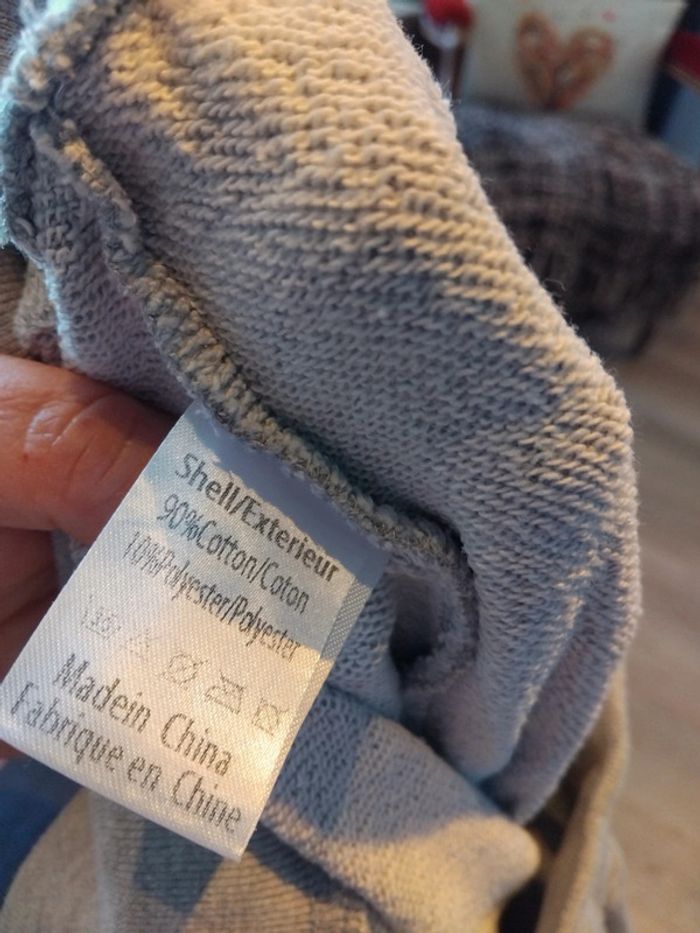 Shell/Exterieur
90%Cotton/Coton
10%Polyester/Polyester
Madein China
Fabrique en Chine